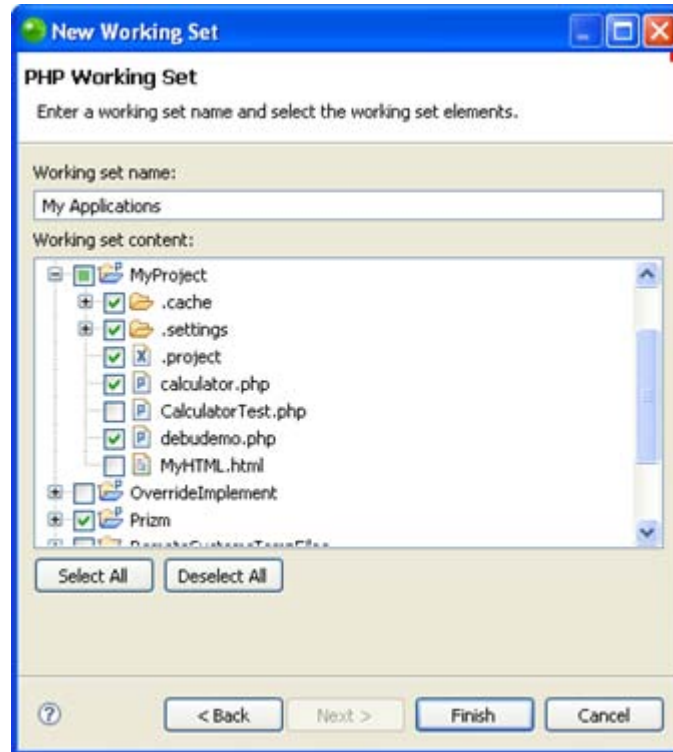 New Working Set
PHP Working Set
Enter a working set name and select the working set elements.
Working set name:
My Applications
Working set content:
MyProject
.cache
.settings
.project
calculator.php
CalculatorTest.php
debudemo.php
MyHTML.html
OverrideImplement
Prizm
Select All Deselect All
< Back Next > Finish Cancel